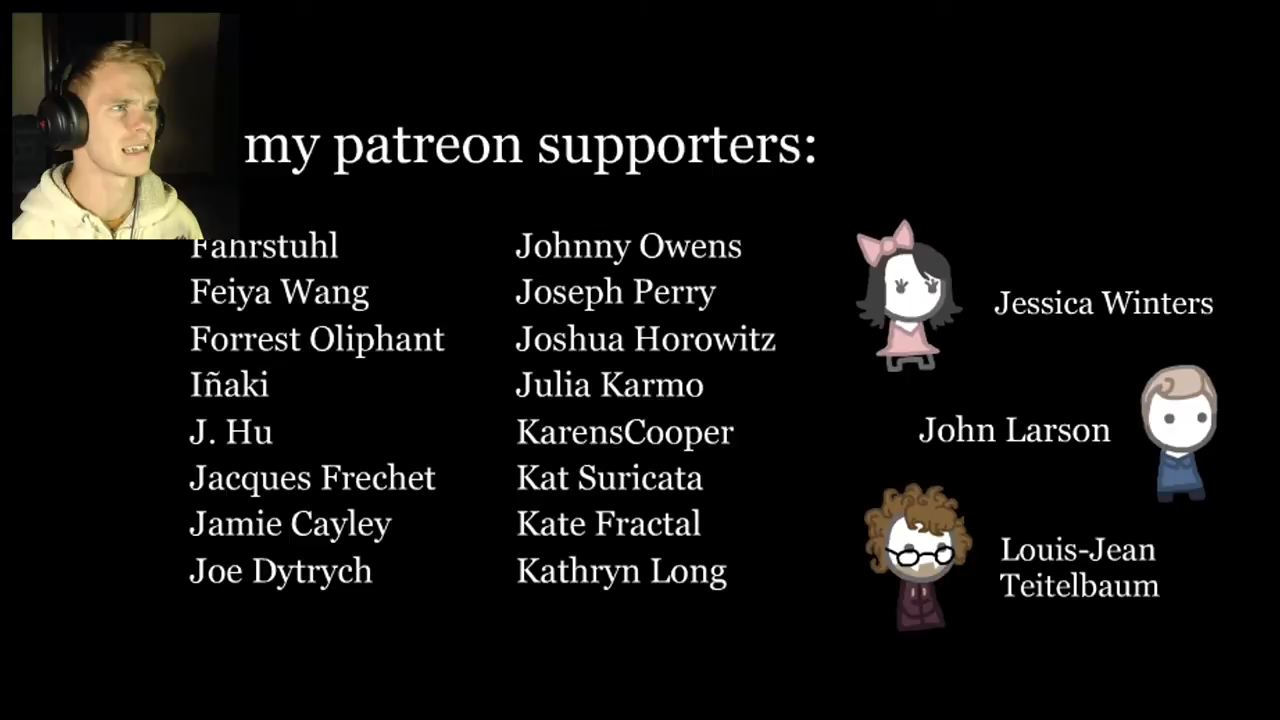 my patreon supporters:
Fahrstuhl
Feiya Wang
Forrest Oliphant
Iñaki
J. Hu
Jacques Frechet
Jamie Cayley
Joe Dytrych
Johnny Owens
Joseph Perry
Joshua Horowitz
Julia Karmo
KarensCooper
Kat Suricata
Kate Fractal
Kathryn Long
Jessica Winters
John Larson
Louis-Jean
Teitelbaum